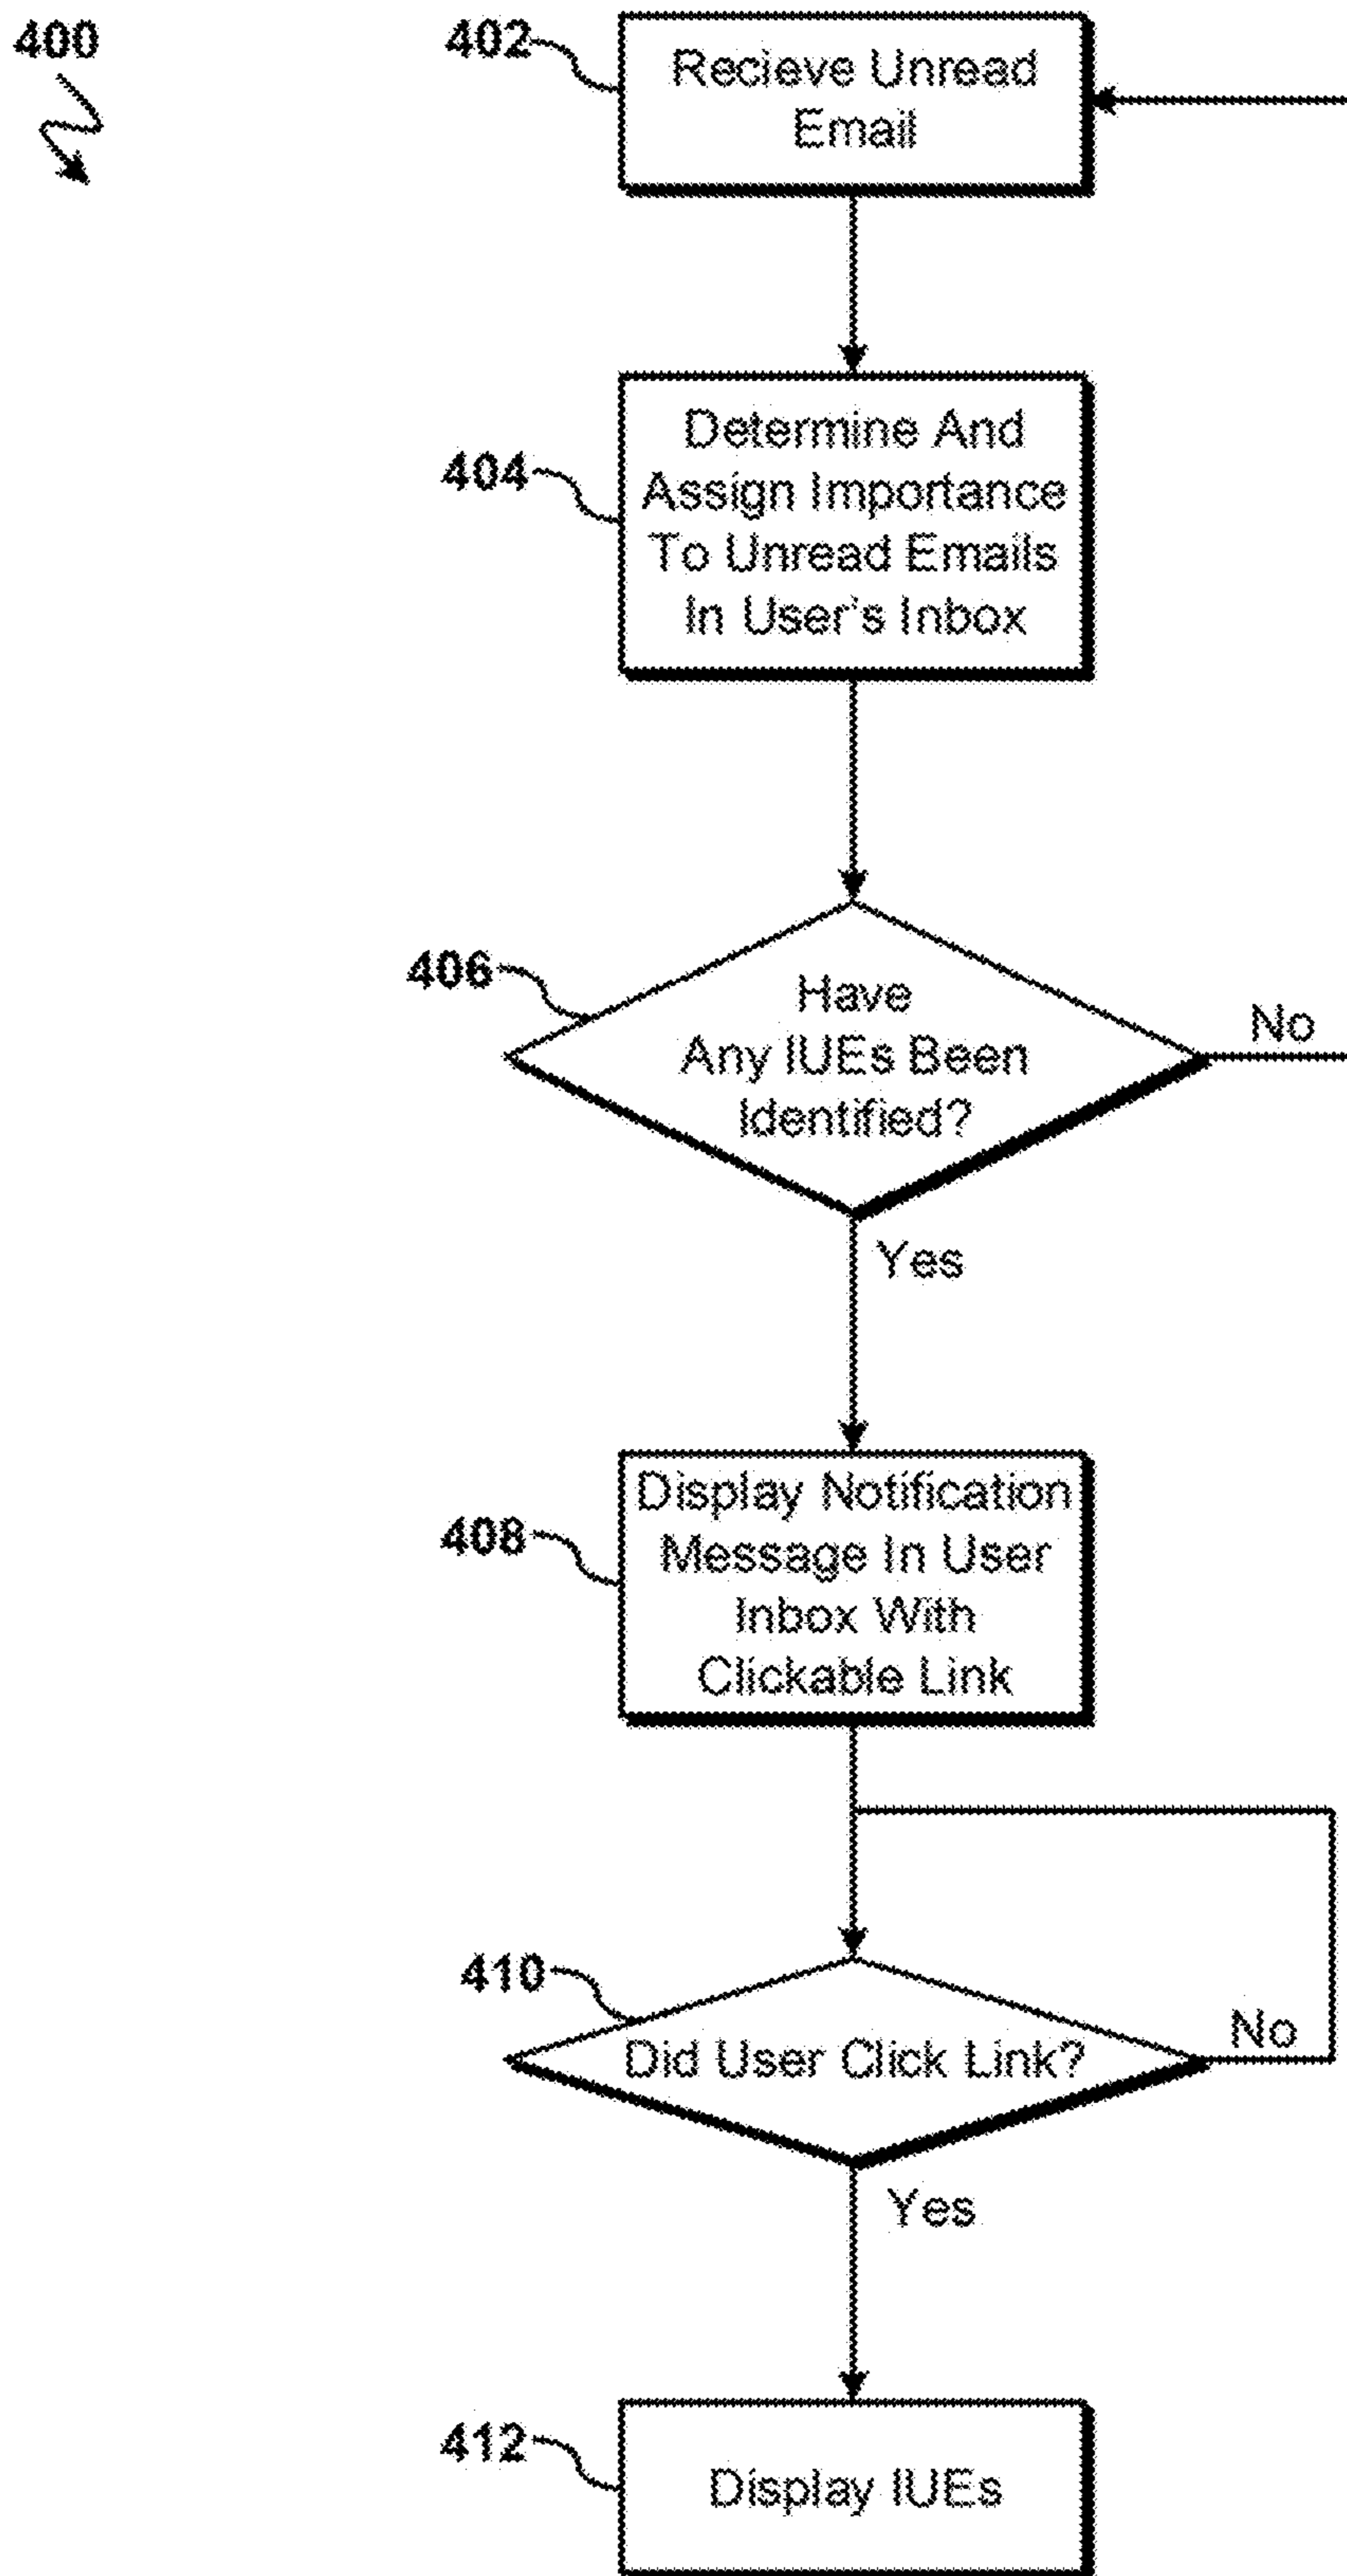 400
402
Recieve Unread
Email
404
Determine And
Assign Importance
To Unread Emails
In User's Inbox
406
Have
Any IUEs Been
Identified?
No
Yes
408
Display Notification
Message In User
Inbox With
Clickable Link
410
Did User Click Link?
No
Yes
412
Display IUEs